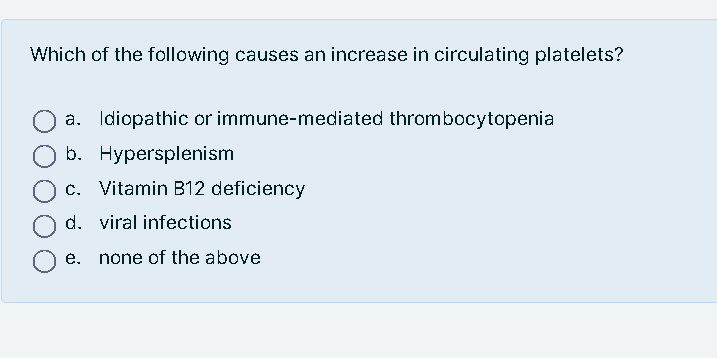 Which of the following causes an increase in circulating platelets?
a. Idiopathic or immune-mediated thrombocytopenia
b. Hypersplenism
c. Vitamin B12 deficiency
d. viral infections
e. none of the above